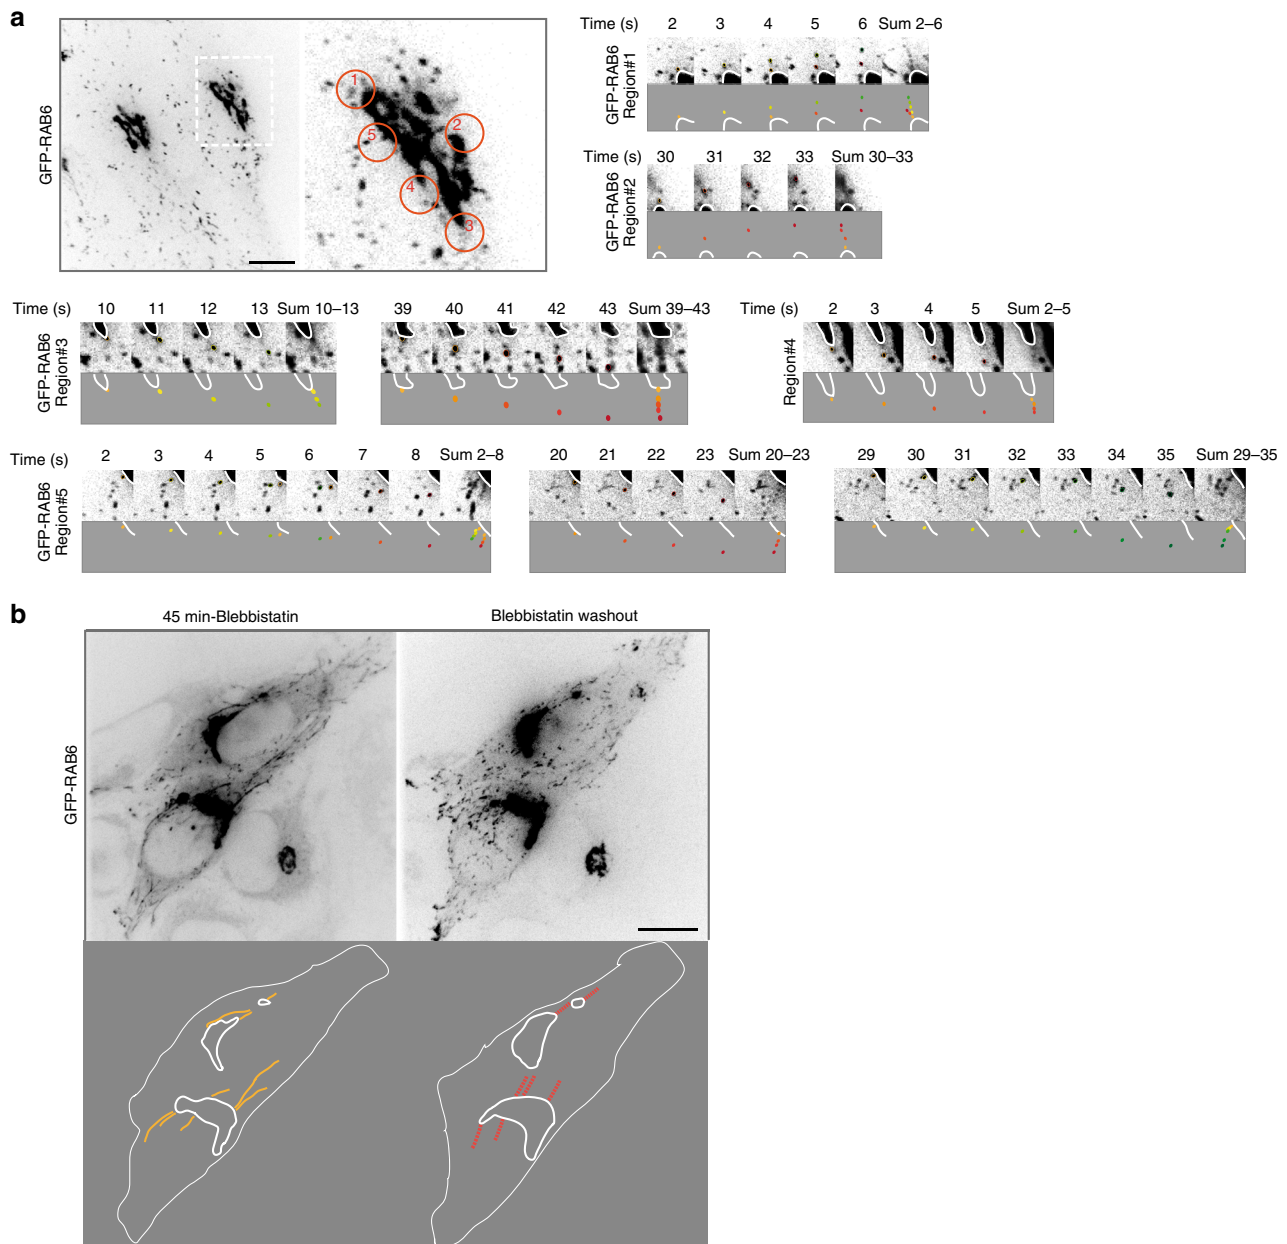 a
GFP-RAB6
1
2
3
4
5
Time (s) 2 3 4 5 6 Sum 2–6
GFP-RAB6
Region#1
Time (s) 30 31 32 33 Sum 30–33
GFP-RAB6
Region#2
Time (s) 10 11 12 13 Sum 10–13 39 40 41 42 43 Sum 39–43
GFP-RAB6
Region#3
Time (s) 2 3 4 5 Sum 2–5
Region#4
Time (s) 2 3 4 5 6 7 8 Sum 2–8 20 21 22 23 Sum 20–23 29 30 31 32 33 34 35 Sum 29–35
GFP-RAB6
Region#5
b
45 min-Blebbistatin Blebbistatin washout
GFP-RAB6